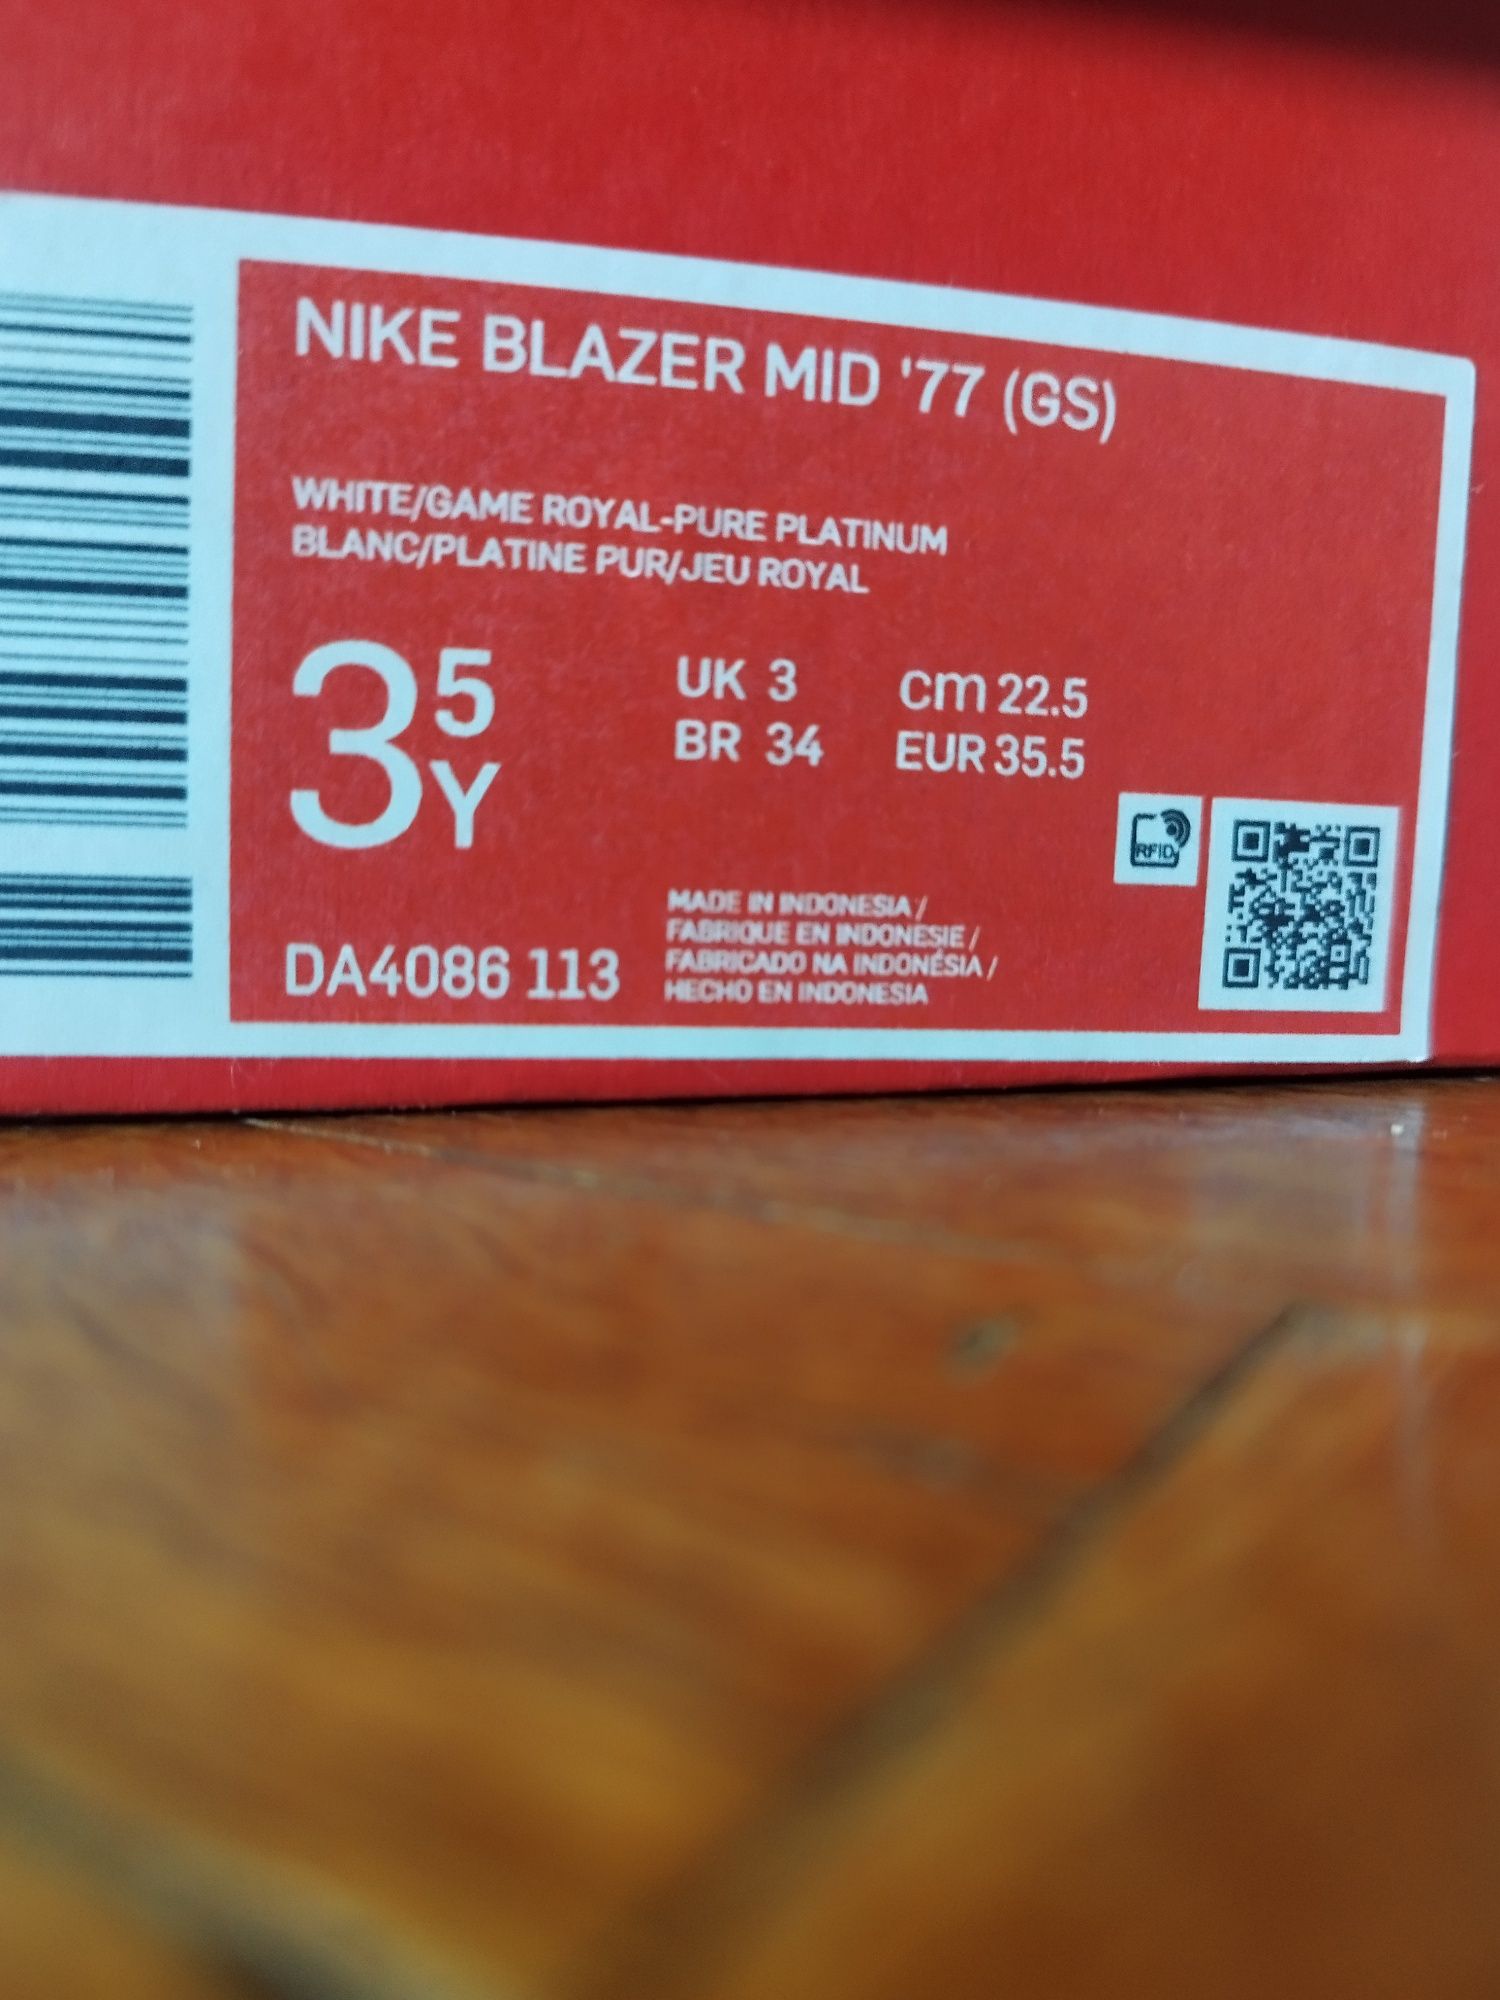 NIKE BLAZER MID '77 (GS)
WHITE/GAME ROYAL-PURE PLATINUM
BLANC/PLATINE PUR/JEU ROYAL
3 5 Y
UK 3 cm 22.5
BR 34 EUR 35.5
RFID
DA4086 113
MADE IN INDONESIA /
FABRIQUE EN INDONESIE /
FABRICADO NA INDONÉSIA /
HECHO EN INDONESIA